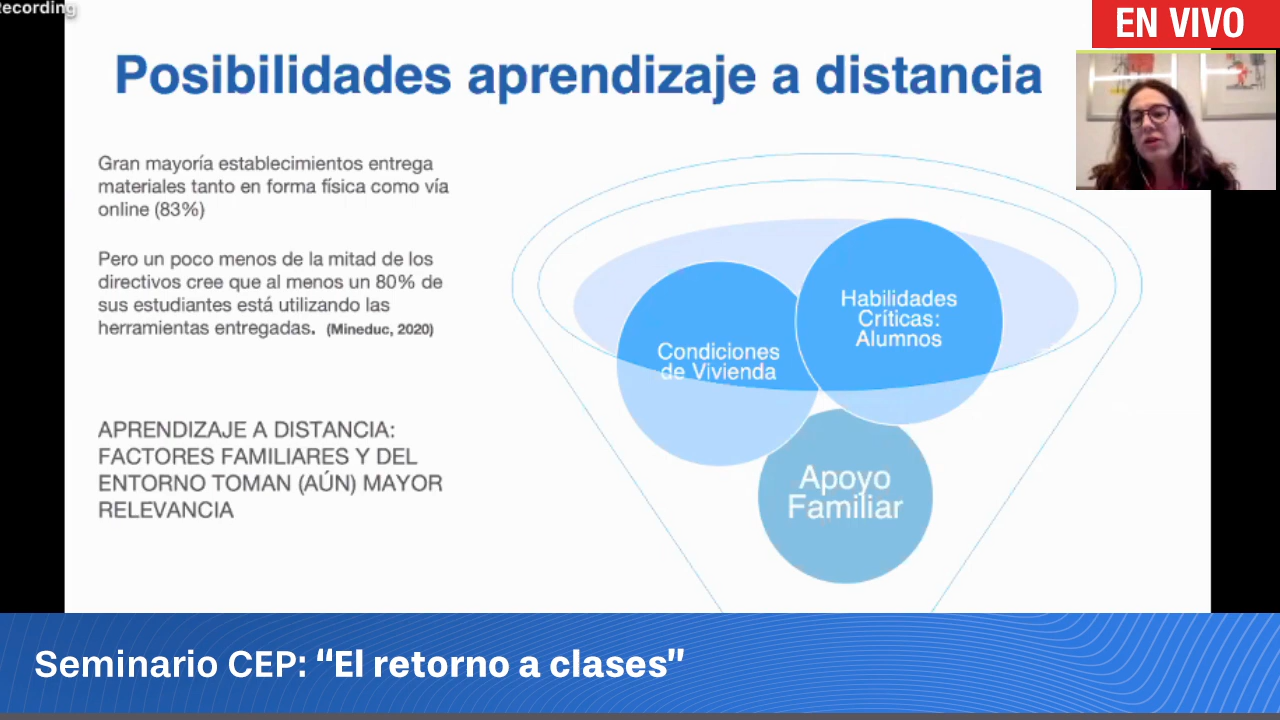 Recording
EN VIVO
Posibilidades aprendizaje a distancia
Gran mayoría establecimientos entrega
materiales tanto en forma física como vía
online (83%)
Pero un poco menos de la mitad de los
directivos cree que al menos un 80% de
sus estudiantes está utilizando las
herramientas entregadas. (Mineduc, 2020)
APRENDIZAJE A DISTANCIA:
FACTORES FAMILIARES Y DEL
ENTORNO TOMAN (AÚN) MAYOR
RELEVANCIA
Habilidades
Críticas:
Alumnos
Condiciones
de Vivienda
Apoyo
Familiar
Seminario CEP: “El retorno a clases”